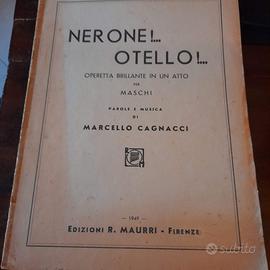 NERONE!...
OTELLO!...
OPERETTA BRILLANTE IN UN ATTO
PER
MASCHI
PAROLE E MUSICA
DI
MARCELLO CAGNACCI
— 1949 —
EDIZIONI R. MAURRI - FIRENZE
subito